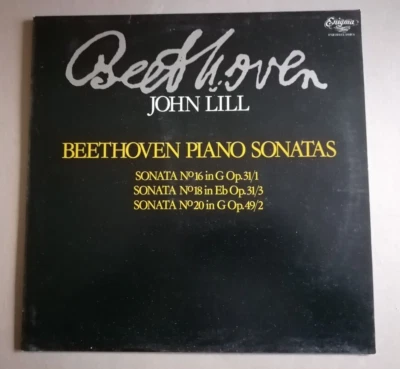 Enigma
Beethoven
JOHN LILL
BEETHOVEN PIANO SONATAS
SONATA Nº16 in G Op.31/1
SONATA Nº18 in Eb Op.31/3
SONATA Nº20 in G Op.49/2